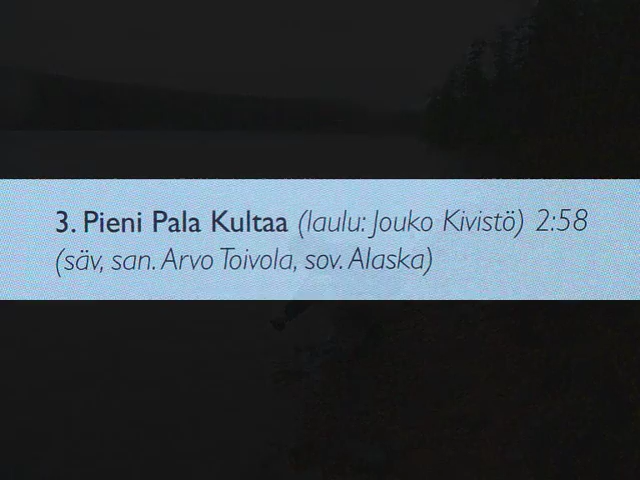 3. Pieni Pala Kultaa (laulu: Jouko Kivistö) 2:58
(säv, san. Arvo Toivola, sov. Alaska)